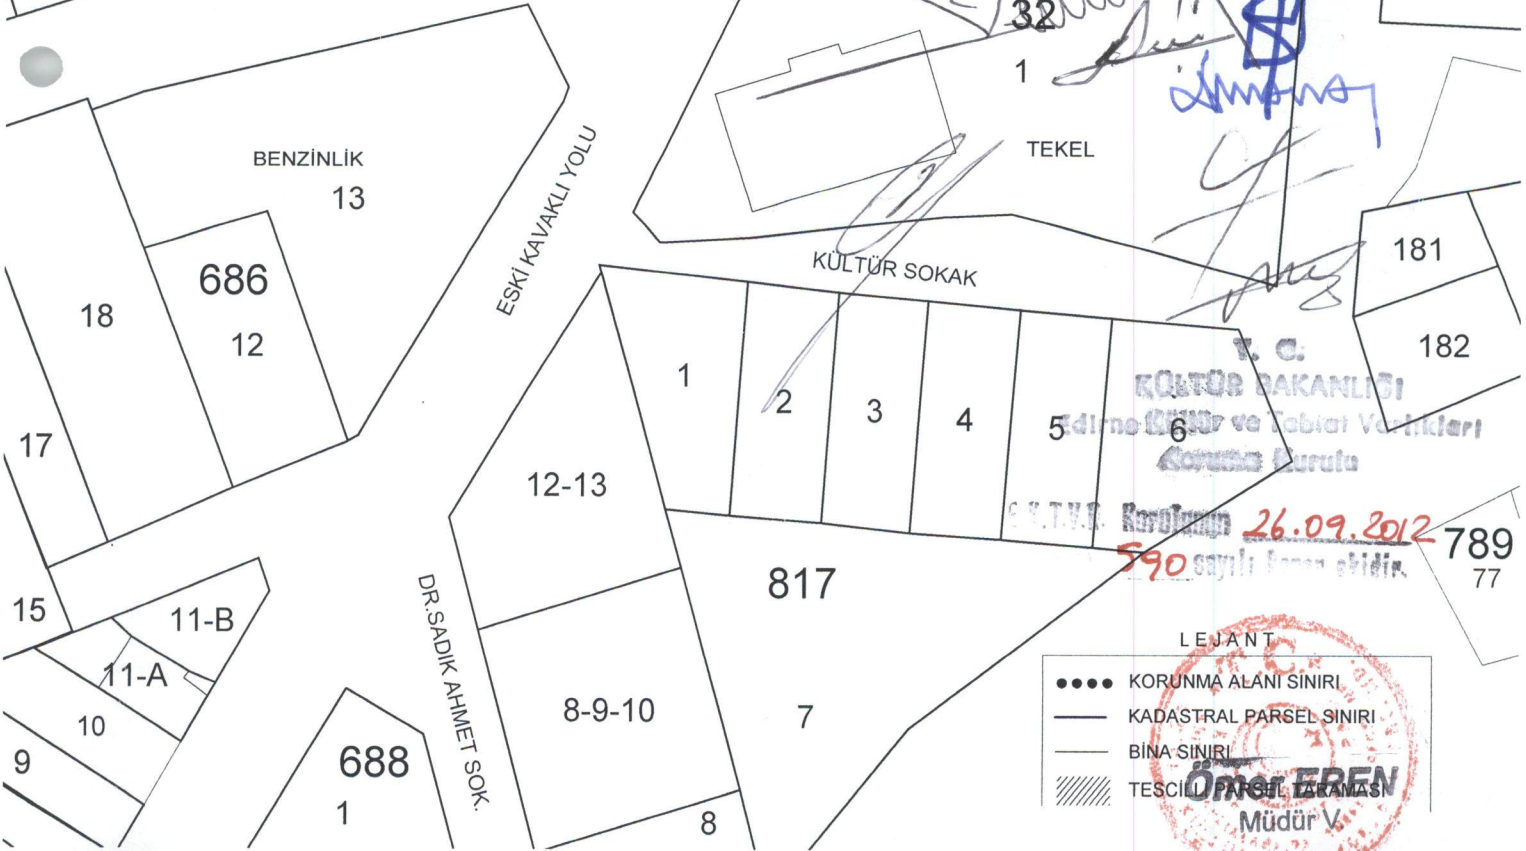 32
1
TEKEL
BENZİNLİK
13
ESKİ KAVAKLI YOLU
KÜLTÜR SOKAK
686
12
18
17
15
181
182
1
2
3
4
5
6
12-13
817
7
8-9-10
8
DR.SADIK AHMET SOK.
11-B
11-A
10
9
688
1
789
77
T. C.
KÜLTÜR BAKANLIĞI
Edirne Kültür ve Tabiat Varlıkları
Koruma Kurulu
K.T.V.K. Kurulunun 26.09.2012
590 sayılı karar ekidir.
LEJANT
KORUNMA ALANI SINIRI
KADASTRAL PARSEL SINIRI
BİNA SINIRI
TESCİLLİ PARSEL TARAMASI
T.C.
Ömer EREN
Müdür V.